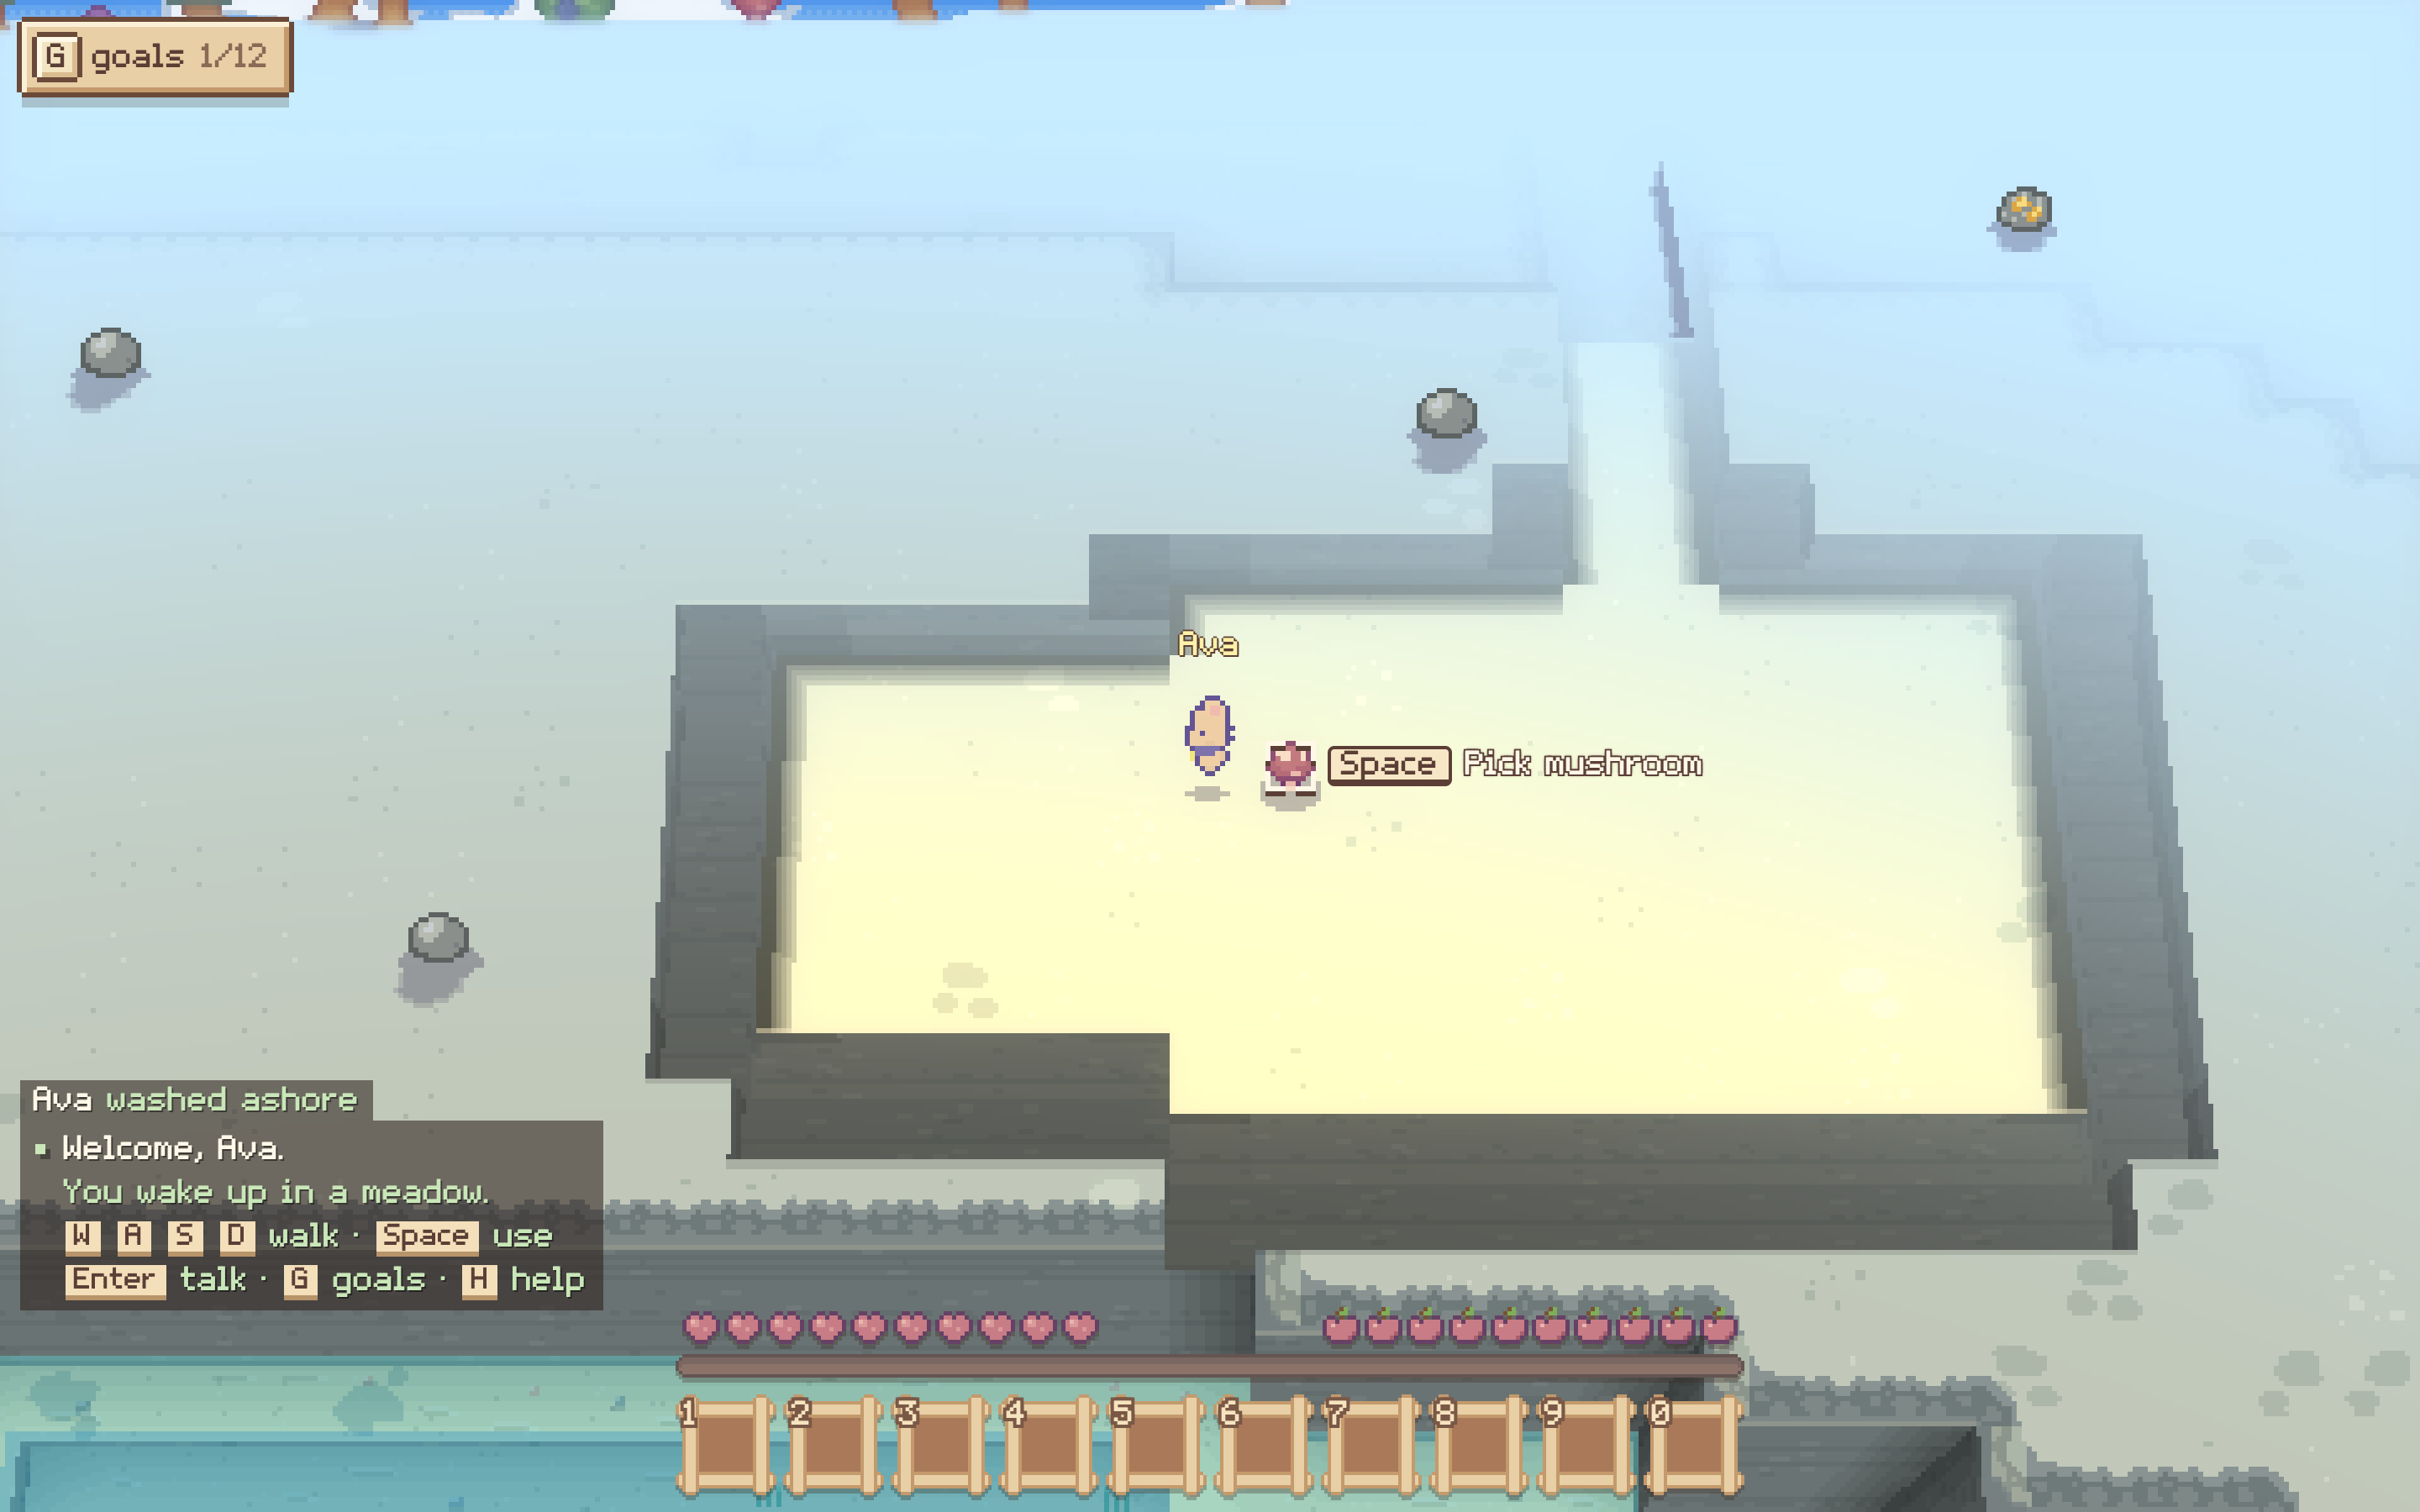 G goals 1/12
Ava
Space Pick mushroom
Ava washed ashore
Welcome, Ava.
You wake up in a meadow.
W A S D walk · Space use
Enter talk · G goals · H help
1 2 3 4 5 6 7 8 9 0